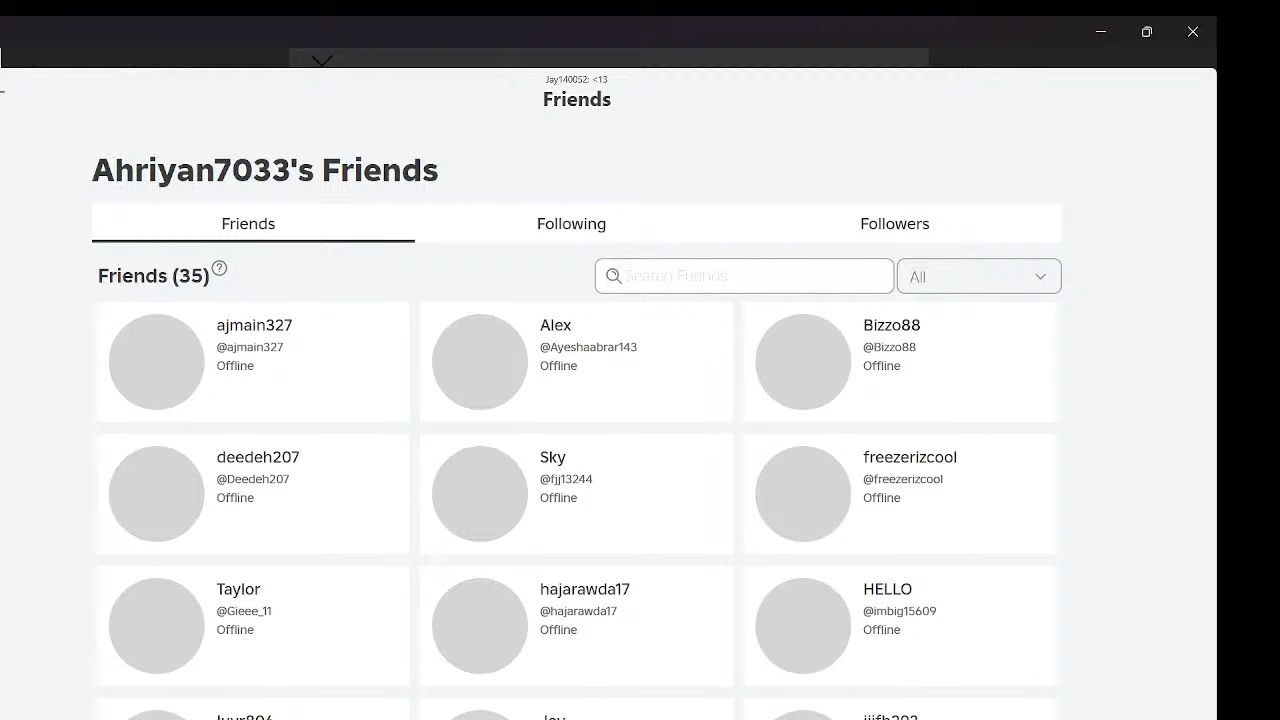 Jay140052: <13
Friends
Ahriyan7033's Friends
Friends Following Followers
Friends (35)
Search Friends
All
ajmain327
@ajmain327
Offline
Alex
@Ayeshaabrar143
Offline
Bizzo88
@Bizzo88
Offline
deedeh207
@Deedeh207
Offline
Sky
@fjj13244
Offline
freezerizcool
@freezerizcool
Offline
Taylor
@Gieee_11
Offline
hajarawda17
@hajarawda17
Offline
HELLO
@imbig15609
Offline